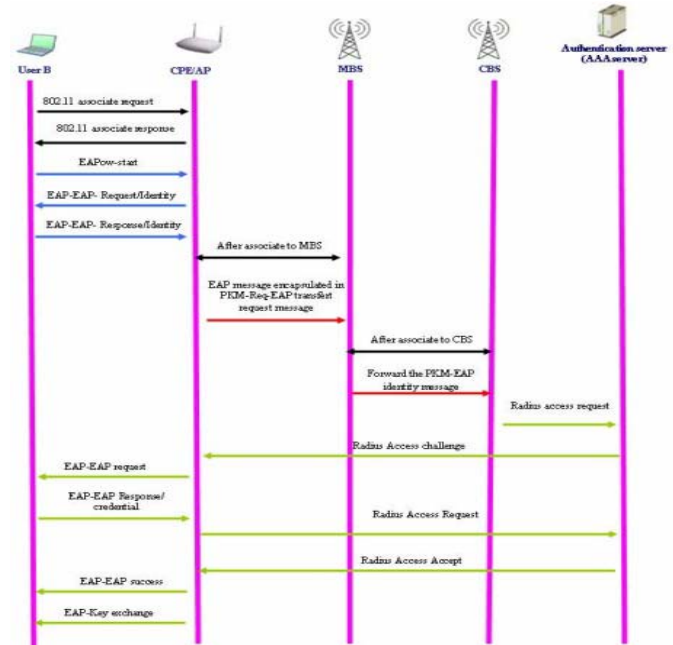 User B
CPE/AP
MBS
CBS
Authentication server
(AAAserver)
802.11 associate request
802.11 associate response
EAPow-start
EAP-EAP- Request/Identity
EAP-EAP- Response/Identity
After associate to MBS
EAP message encapsulated in
PKM-Req-EAP transfert
request message
After associate to CBS
Forward the PKM-EAP
identity message
Radius access request
Radius Access challenge
EAP-EAP request
EAP-EAP Response/
credential
Radius Access Request
Radius Access Accept
EAP-EAP success
EAP-Key exchange